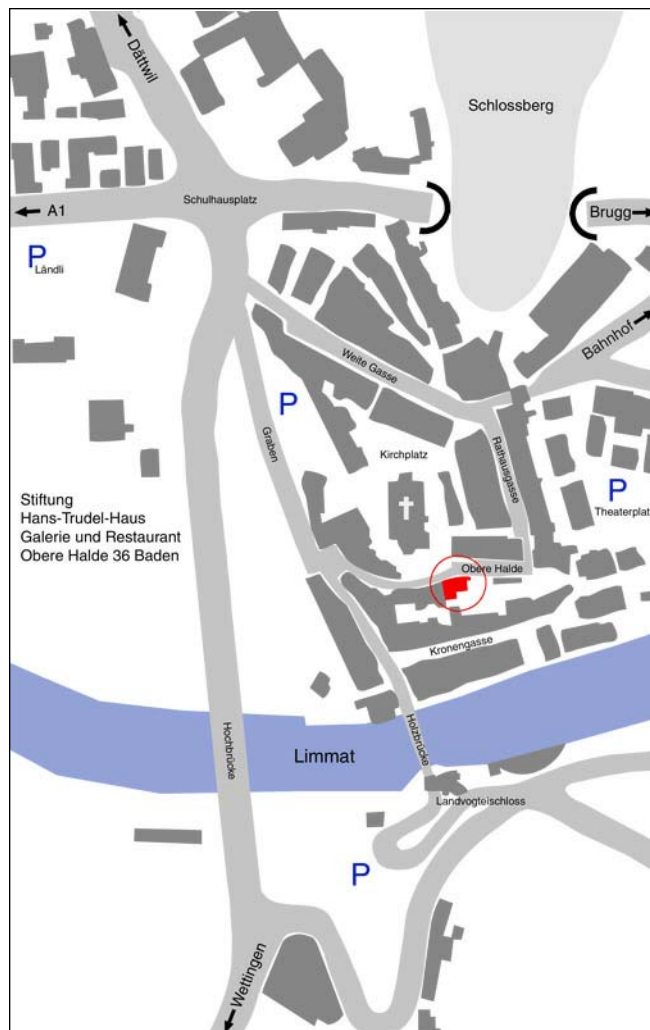 Dättwil
Schlossberg
Schulhausplatz
A1
Brugg
P
Ländli
Bahnhof
Weite Gasse
P
Graben
Kirchplatz
Rathausgasse
P
Theaterplatz
Stiftung
Hans-Trudel-Haus
Galerie und Restaurant
Obere Halde 36 Baden
Obere Halde
Kronengasse
Hochbrücke
Limmat
Holzbrücke
Landvogteischloss
P
Wettingen